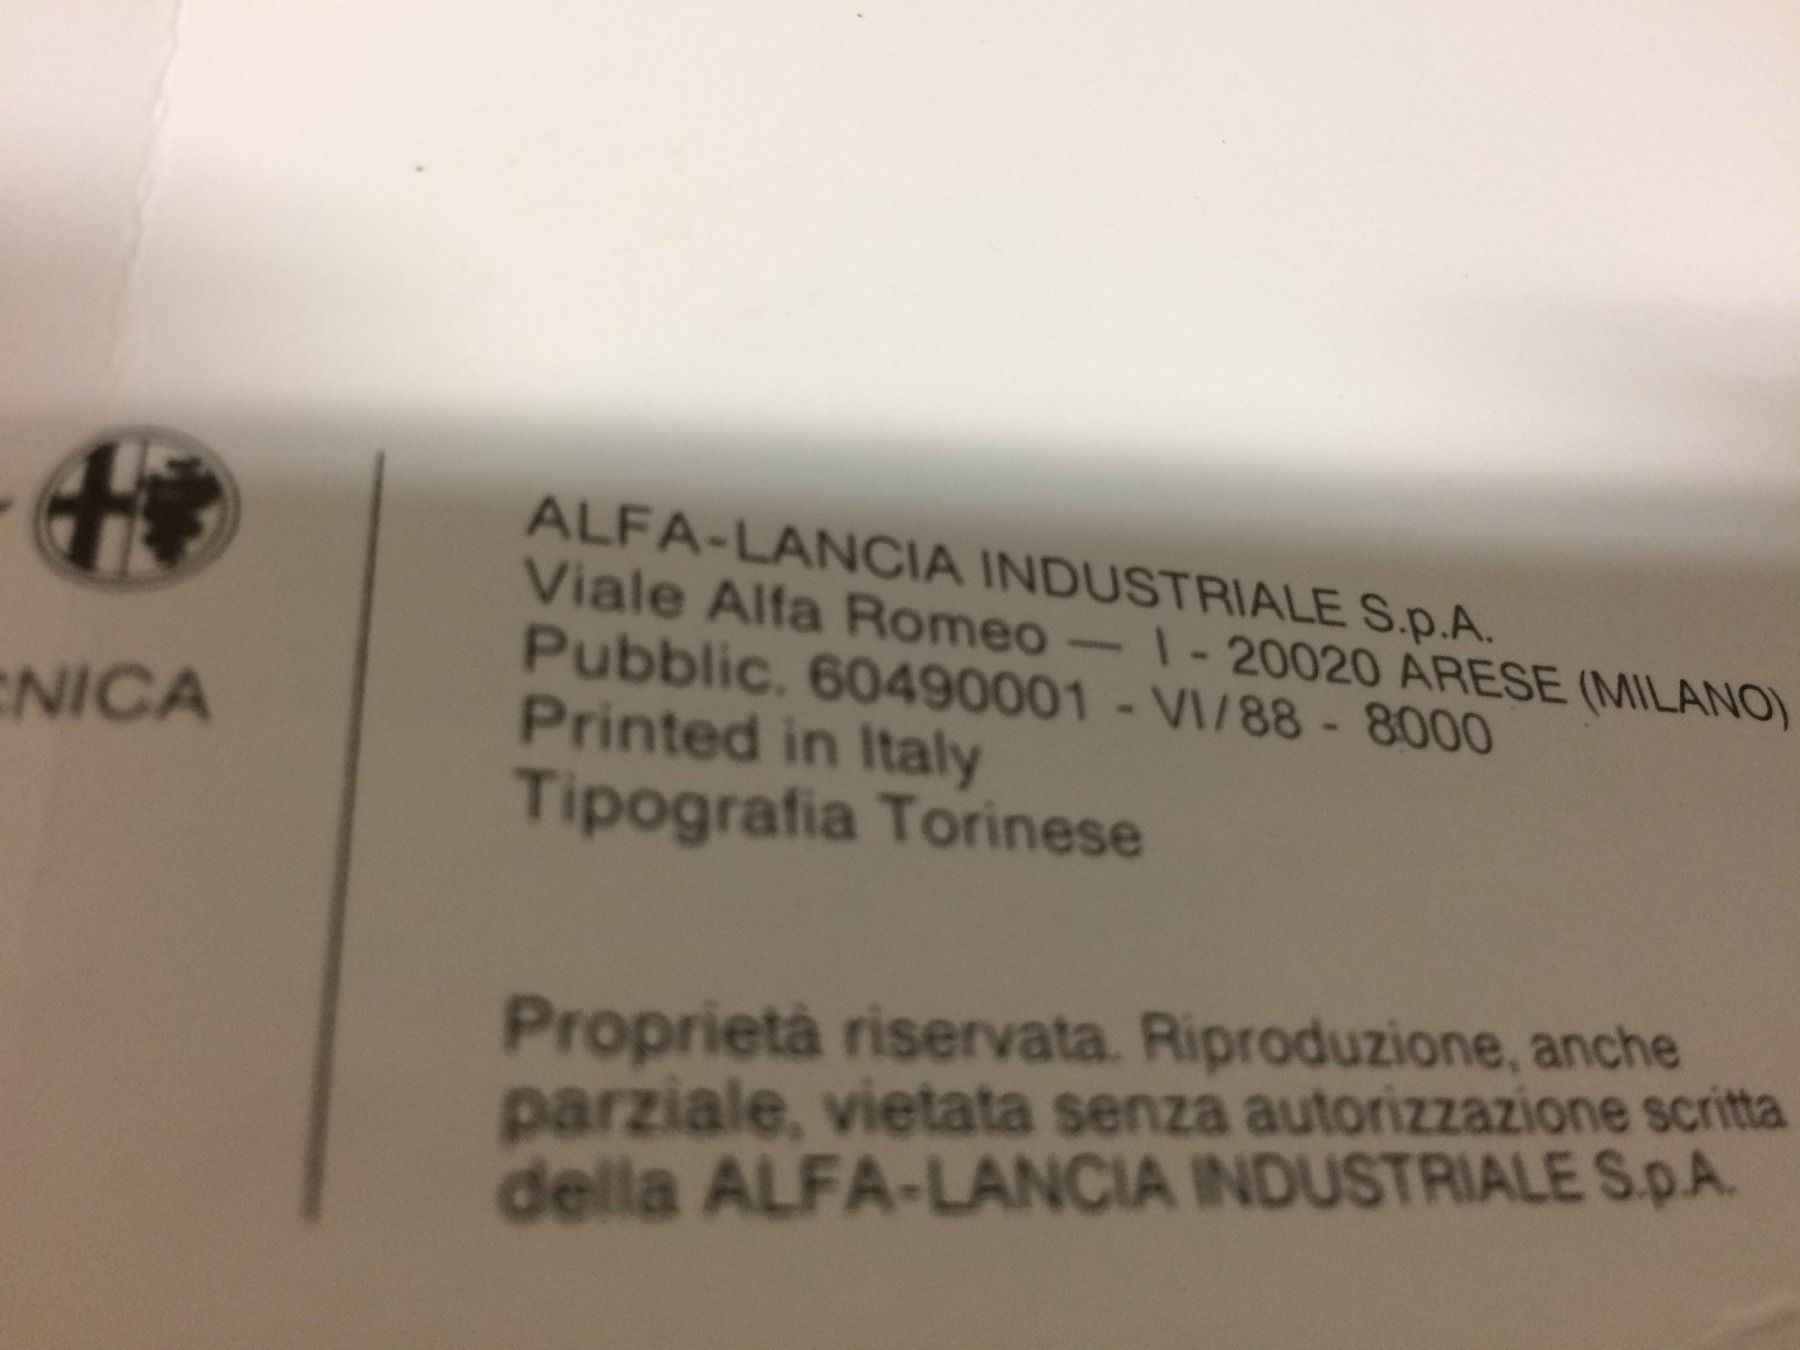 ALFA-LANCIA INDUSTRIALE S.p.A.
Viale Alfa Romeo — I - 20020 ARESE (MILANO)
Pubblic. 60490001 - VI/88 - 8000
Printed in Italy
Tipografia Torinese
CNICA
Proprietà riservata. Riproduzione, anche
parziale, vietata senza autorizzazione scritta
della ALFA-LANCIA INDUSTRIALE S.p.A.